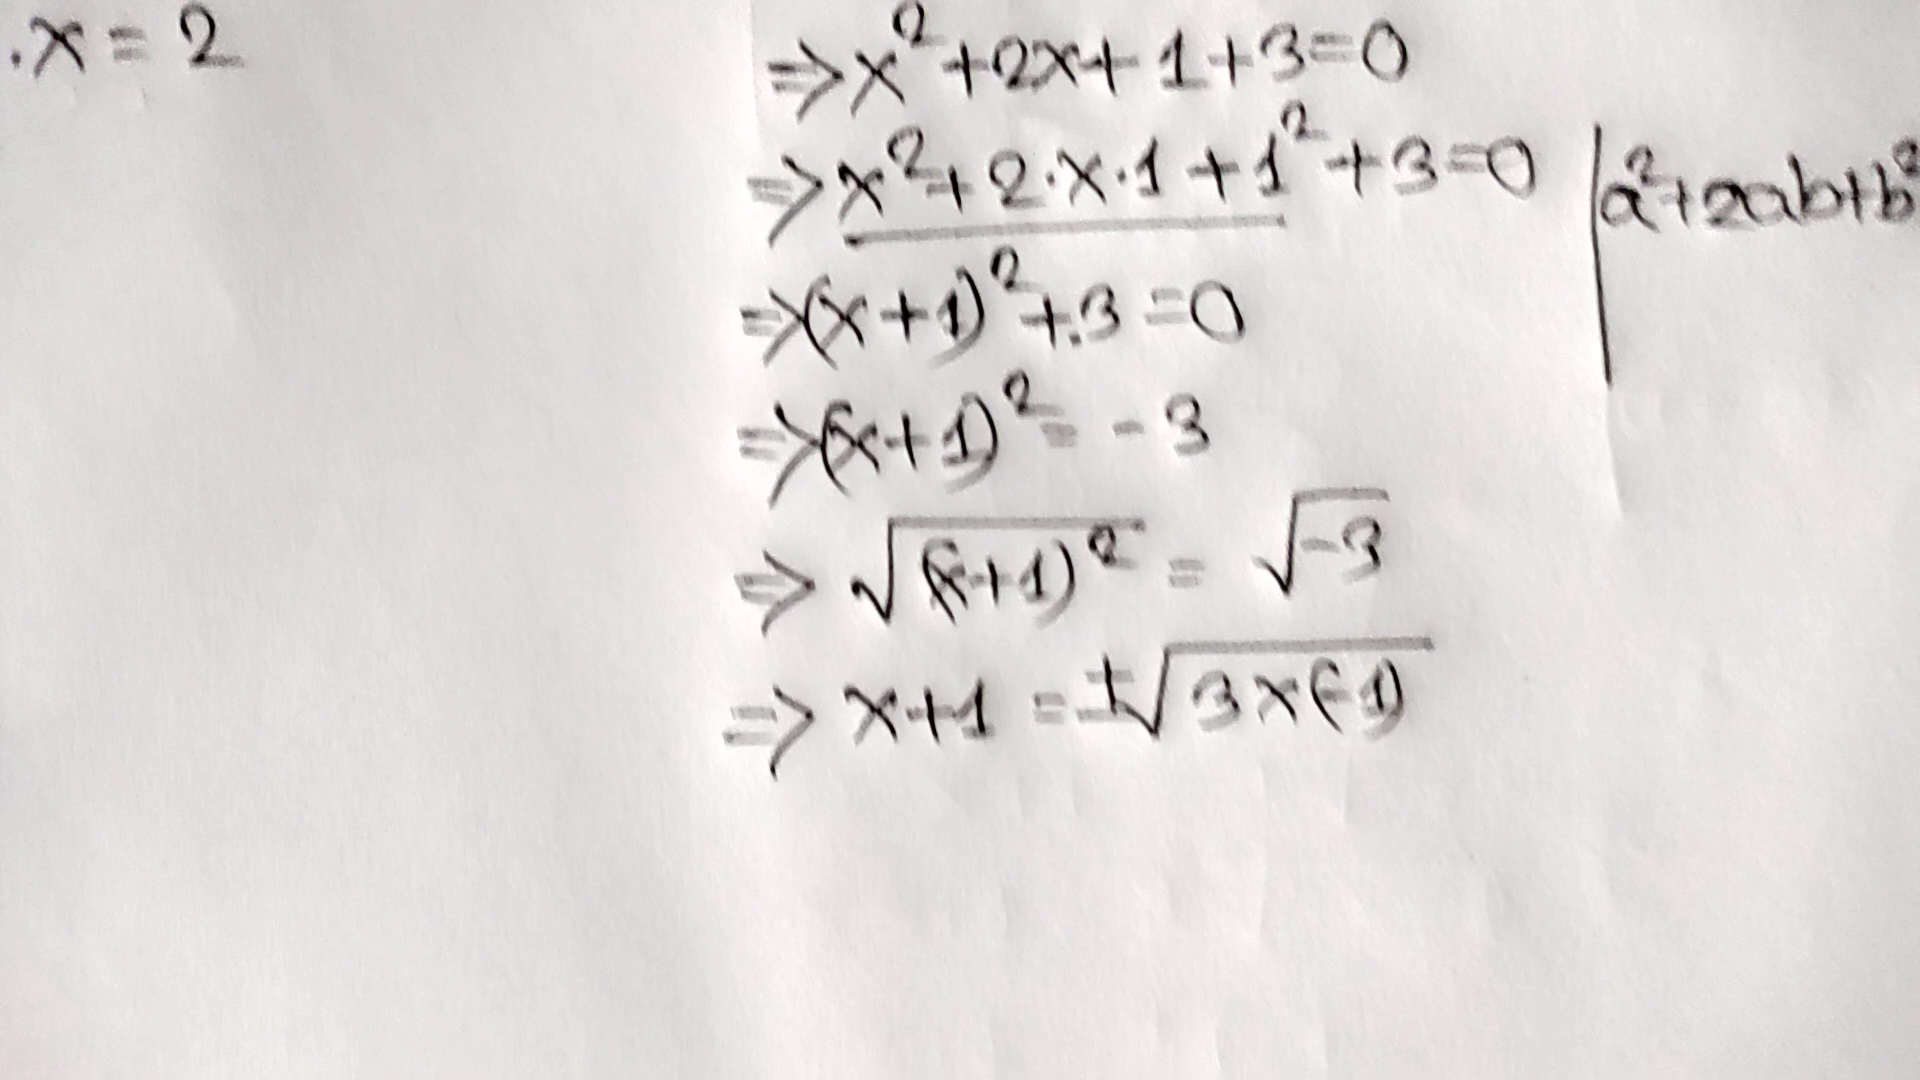 .x = 2
⇒x²+2x+1+3=0
⇒x²+2·x·1+1²+3=0 | a²+2ab+b²
⇒(x+1)²+3=0
⇒(x+1)²=-3
⇒√(x+1)² = √-3
⇒x+1=±√3×(-1)